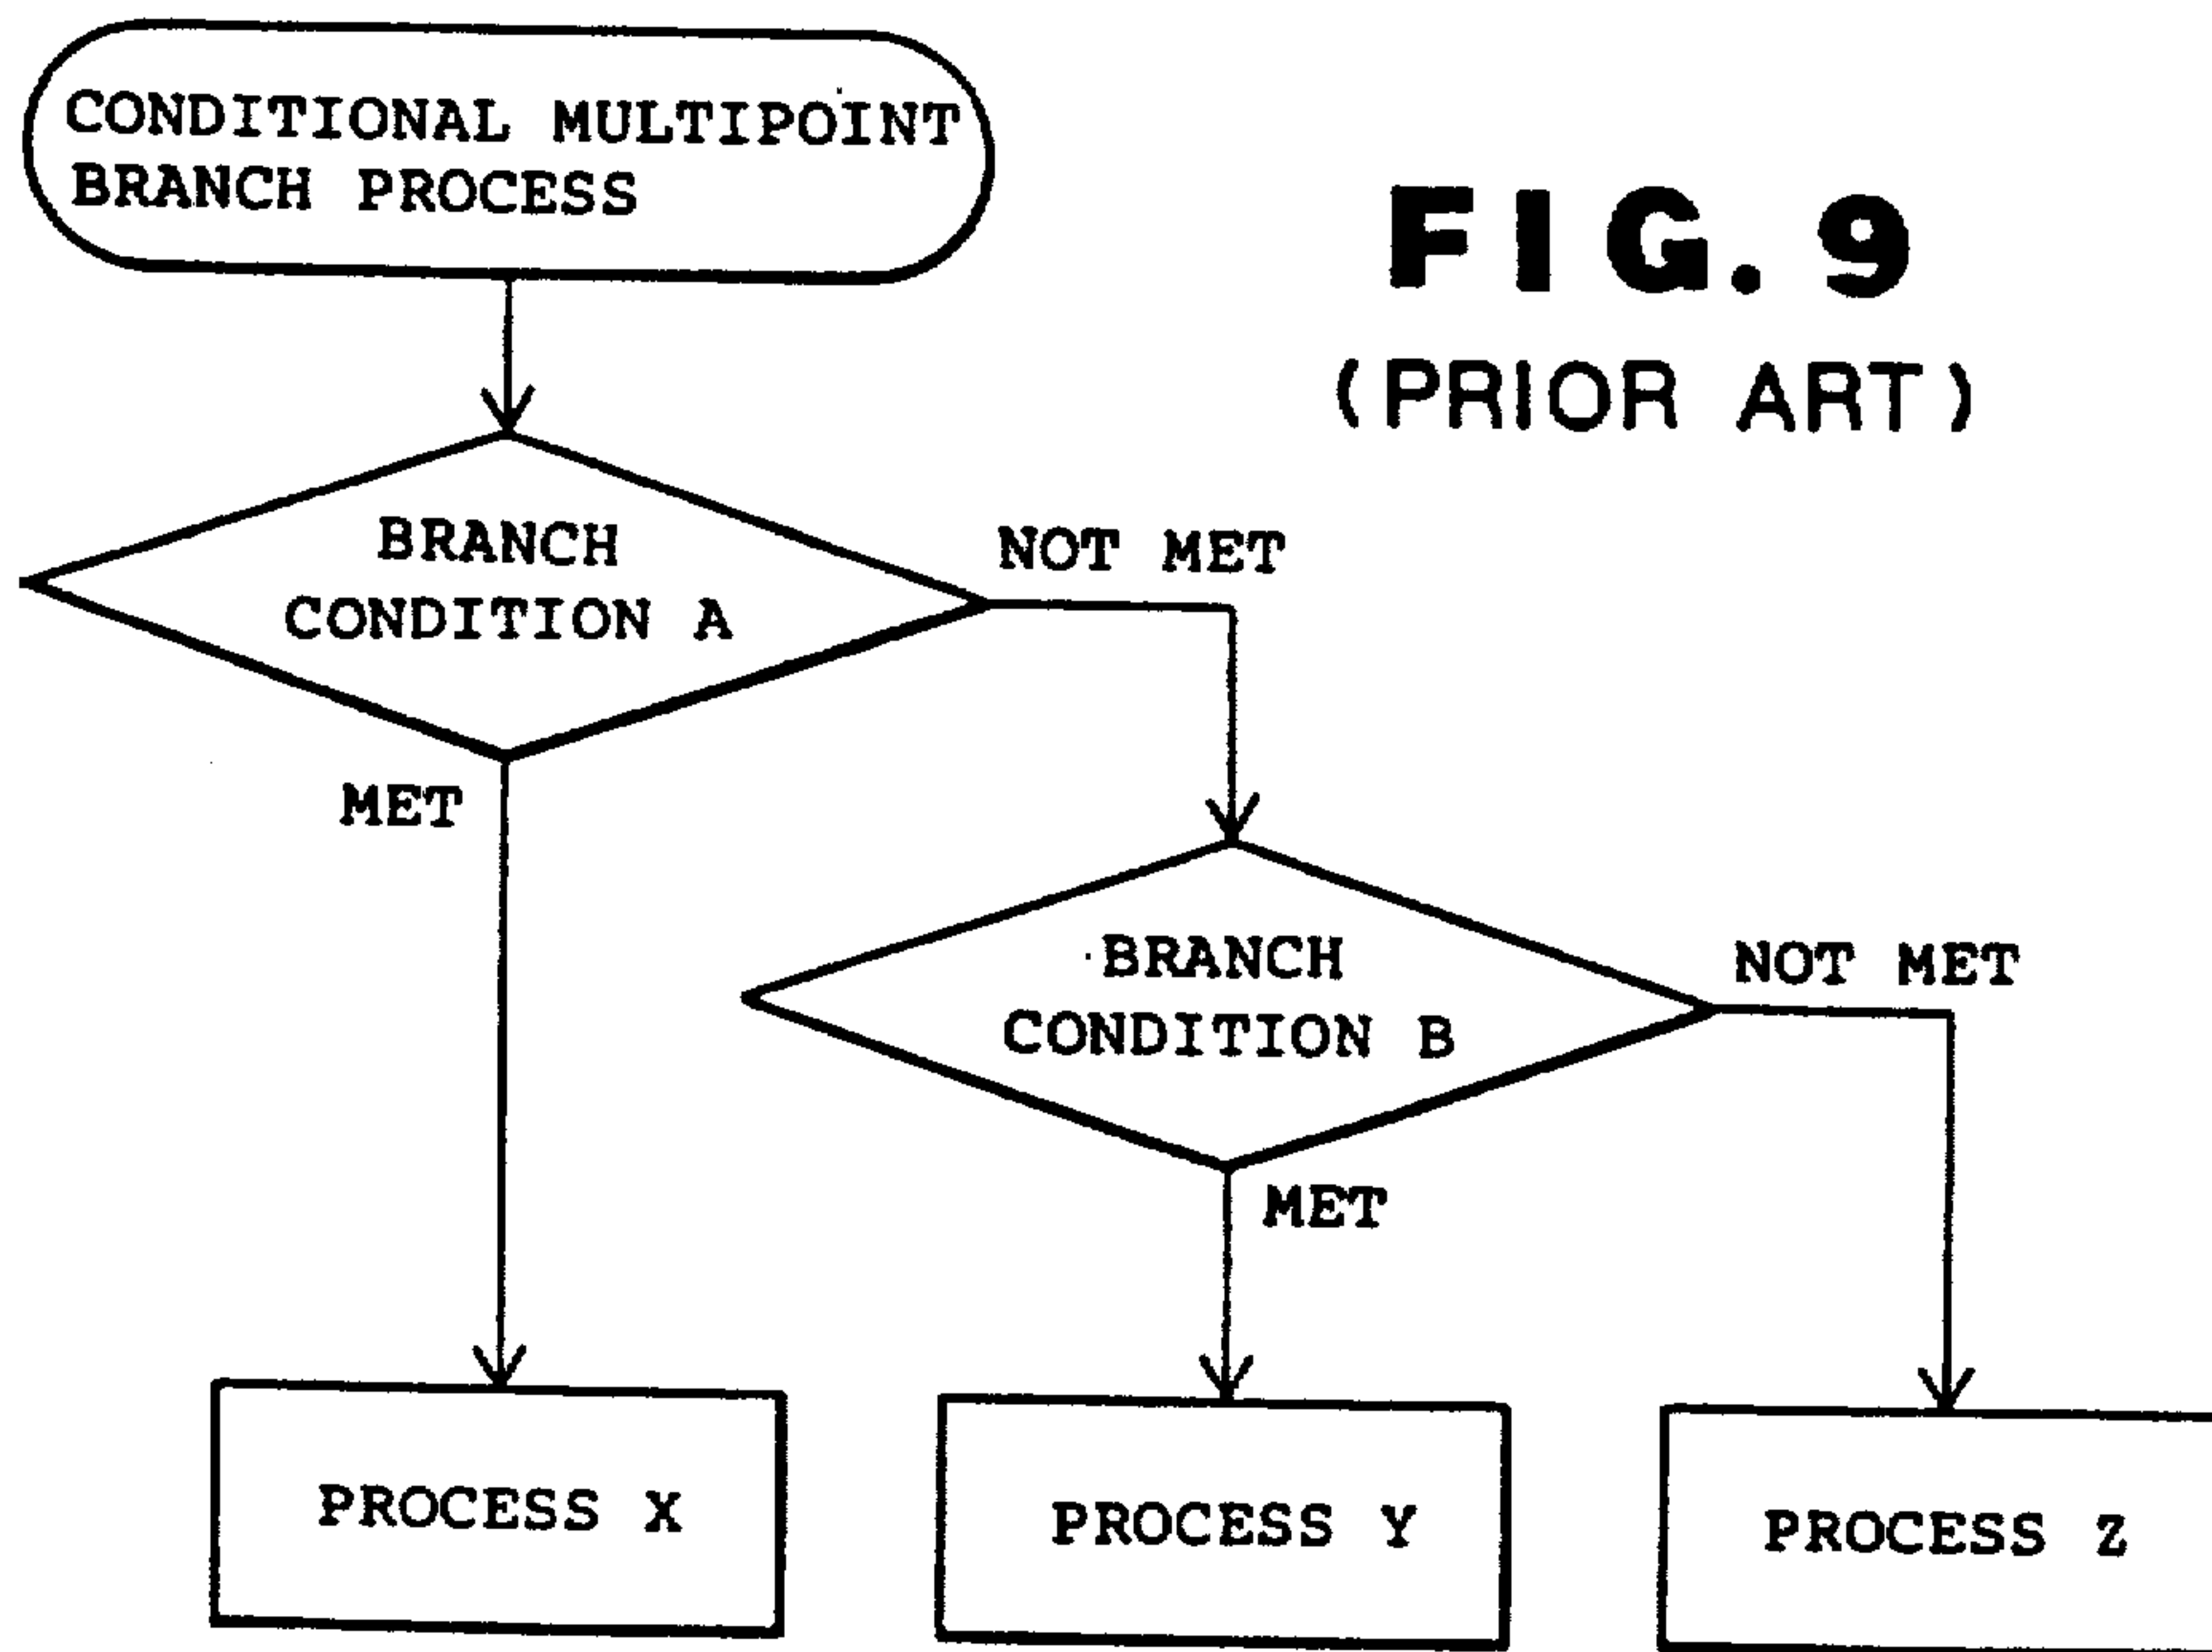 CONDITIONAL MULTIPOINT
BRANCH PROCESS
FIG. 9
(PRIOR ART)
BRANCH
CONDITION A
NOT MET
MET
BRANCH
CONDITION B
NOT MET
MET
PROCESS X
PROCESS Y
PROCESS Z